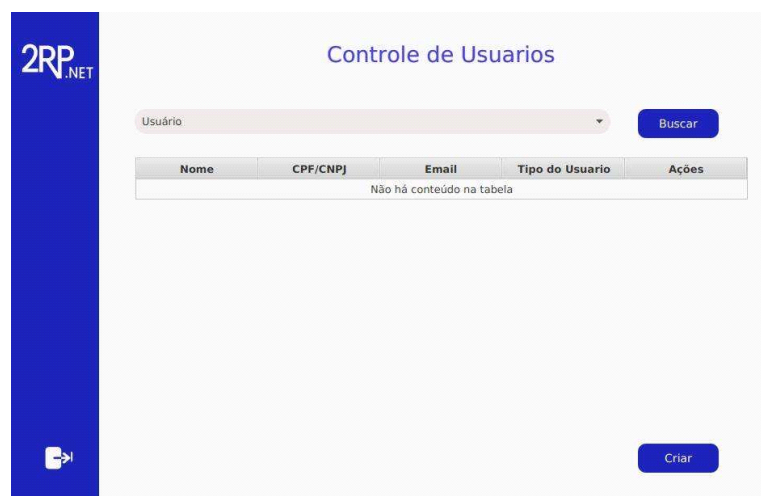 2RP.NET
Controle de Usuarios
Usuário
Buscar
Nome CPF/CNPJ Email Tipo do Usuario Ações
Não há conteúdo na tabela
Criar